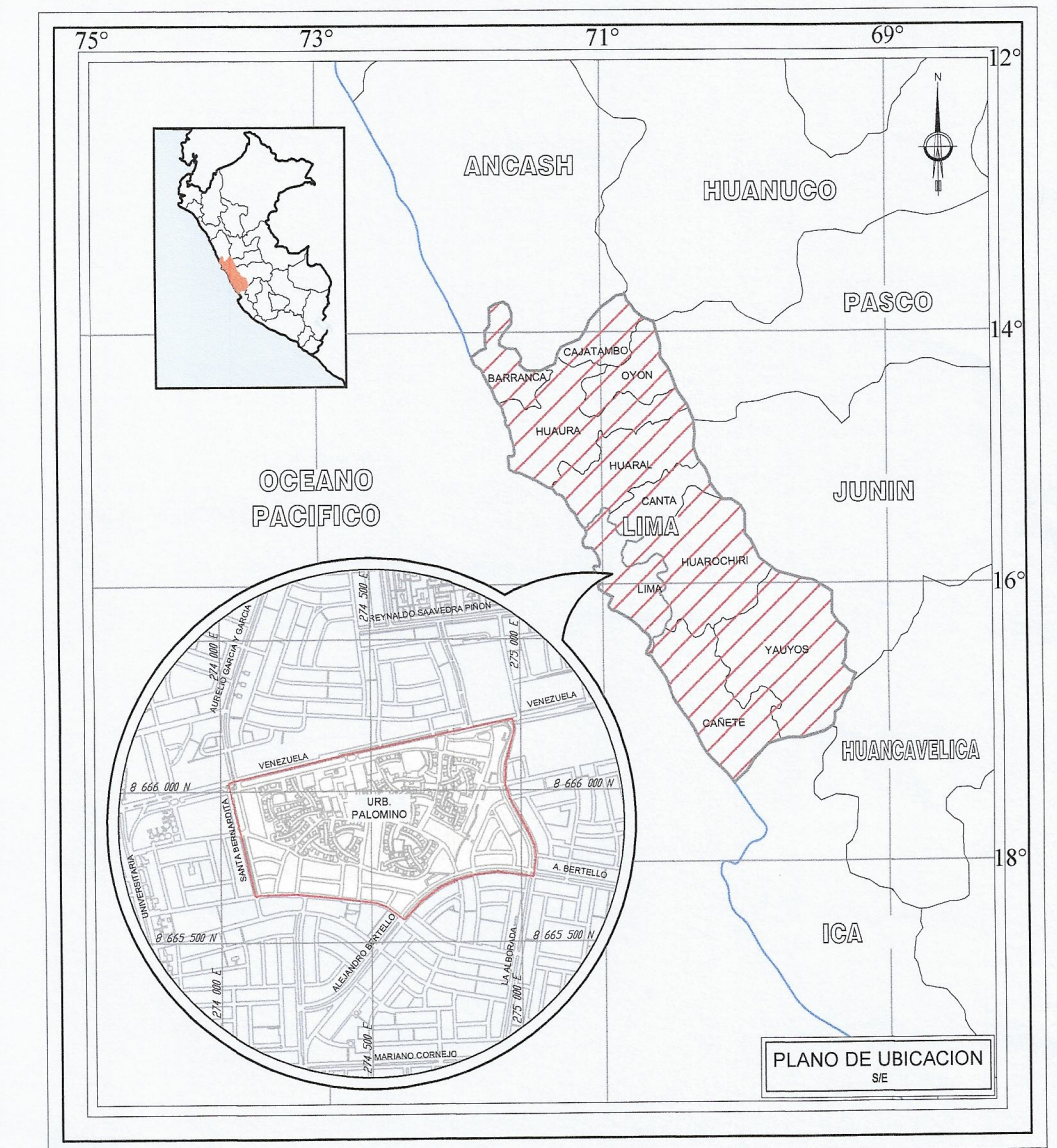 75°
73°
71°
69°
12°
N
ANCASH
HUANUCO
PASCO
14°
CAJATAMBO
BARRANCA
OYON
HUAURA
HUARAL
OCEANO
PACIFICO
CANTA
JUNIN
LIMA
HUAROCHIRI
LIMA
16°
YAUYOS
CAÑETE
HUANCAVELICA
18°
ICA
274 500 E
REYNALDO SAAVEDRA PIÑON
AURELIO GARCIA Y GARCIA
274 000 E
275 000 E
VENEZUELA
VENEZUELA
8 666 000 N
8 666 000 N
URB.
PALOMINO
SANTA BERNARDITA
UNIVERSITARIA
A. BERTELLO
8 665 500 N
8 665 500 N
ALEJANDRO BERTELLO
LA ALBORADA
274 000 E
275 000 E
274 500 E
MARIANO CORNEJO
PLANO DE UBICACION
S/E